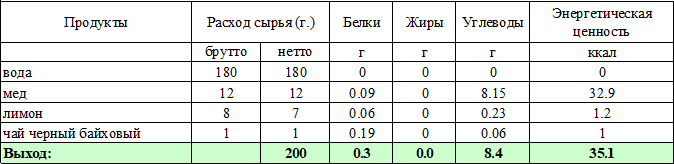 Продукты Расход сырья (г.) Белки Жиры Углеводы Энергетическая ценность
брутто нетто г г г ккал
вода 180 180 0 0 0 0
мед 12 12 0.09 0 8.15 32.9
лимон 8 7 0.06 0 0.23 1.2
чай черный байховый 1 1 0.19 0 0.06 1
Выход: 200 0.3 0.0 8.4 35.1